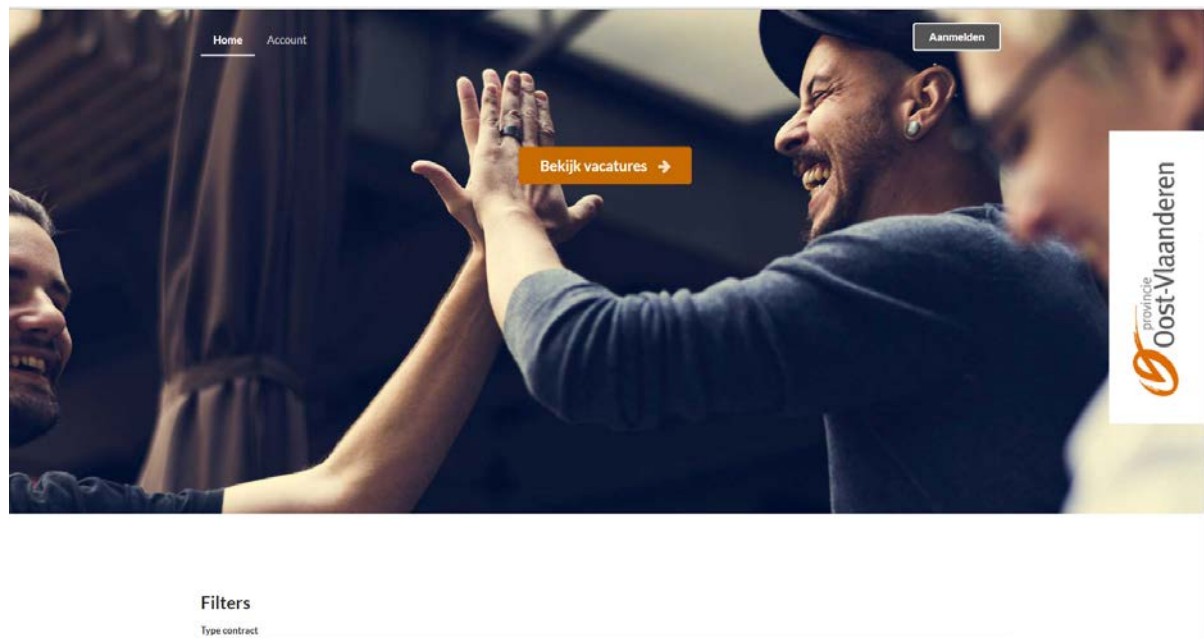 Home Account
Aanmelden
Bekijk vacatures
provincie
Oost-Vlaanderen
Filters
Type contract